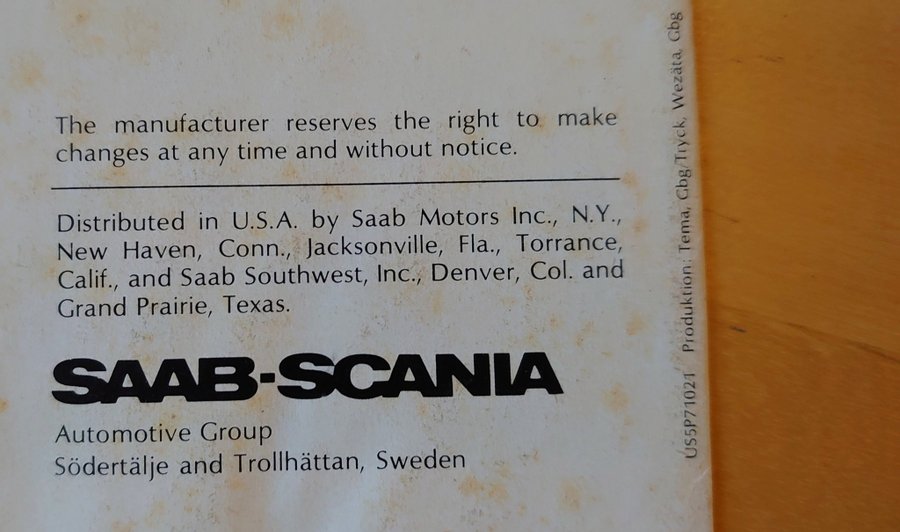 The manufacturer reserves the right to make
changes at any time and without notice.
Distributed in U.S.A. by Saab Motors Inc., N.Y.,
New Haven, Conn., Jacksonville, Fla., Torrance,
Calif., and Saab Southwest, Inc., Denver, Col. and
Grand Prairie, Texas.
SAAB-SCANIA
Automotive Group
Södertälje and Trollhättan, Sweden
US5P71021 Produktion: Tema, Gbg/Tryck, Wezäta, Gbg